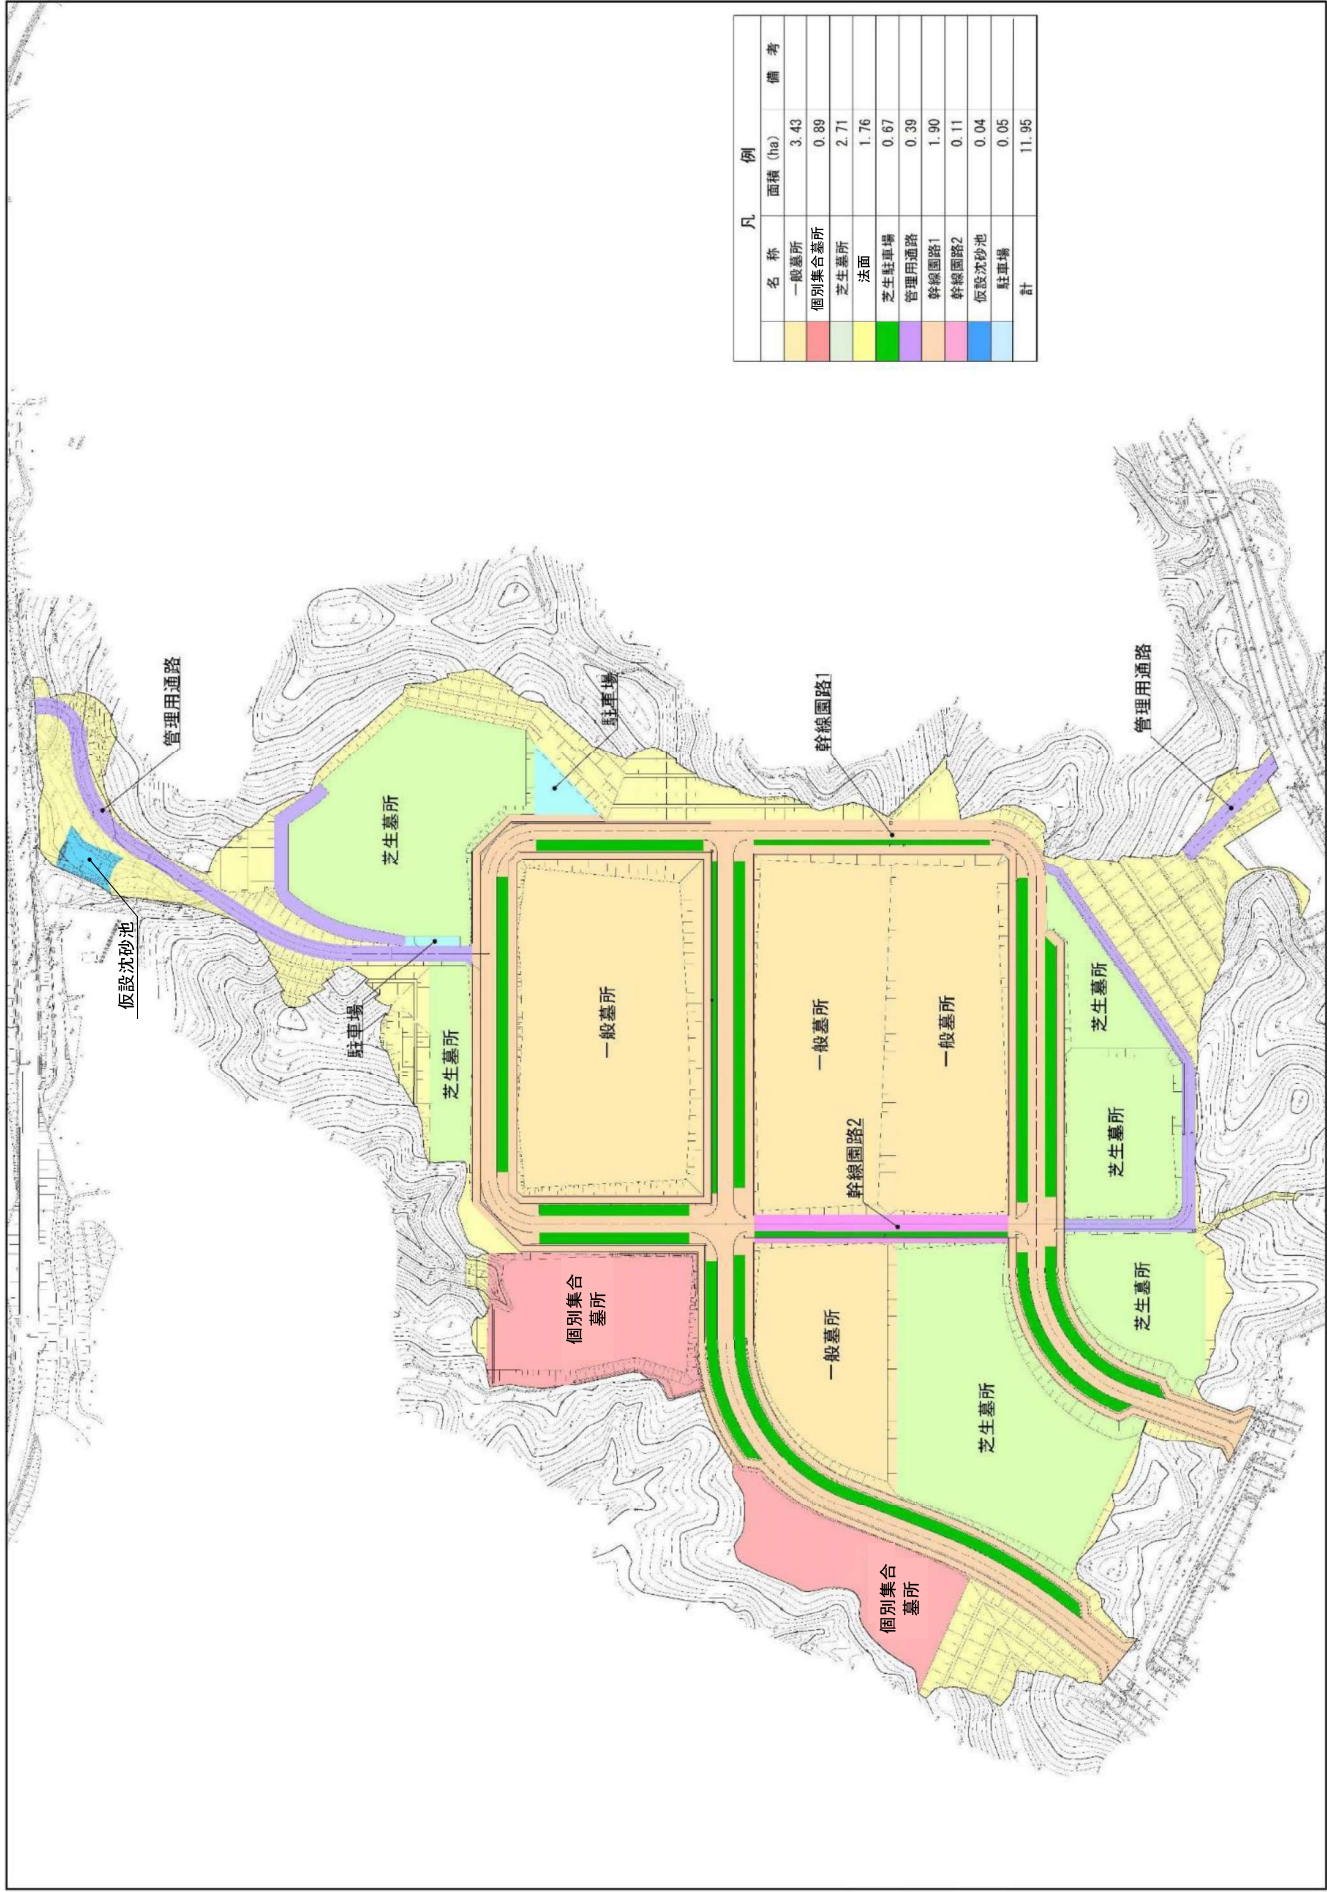 凡 例
名 称 面積 (ha) 備 考
一般墓所 3.43
個別集合墓所 0.89
芝生墓所 2.71
法面 1.76
芝生駐車場 0.67
管理用通路 0.39
幹線園路1 1.90
幹線園路2 0.11
仮設沈砂池 0.04
駐車場 0.05
計 11.95
仮設沈砂池
管理用通路
駐車場
芝生墓所
芝生墓所
駐車場
一般墓所
個別集合
墓所
幹線園路1
一般墓所
一般墓所
幹線園路2
一般墓所
芝生墓所
個別集合
墓所
管理用通路
芝生墓所
芝生墓所
芝生墓所